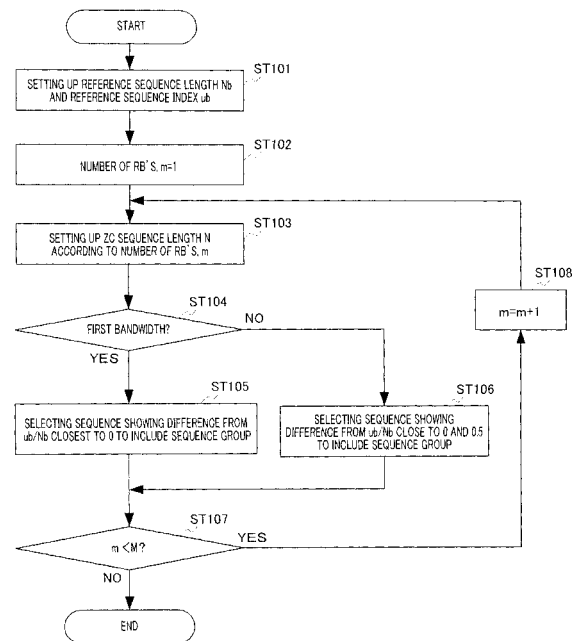 START
ST101
SETTING UP REFERENCE SEQUENCE LENGTH Nb
AND REFERENCE SEQUENCE INDEX ub
ST102
NUMBER OF RB'S, m=1
ST103
SETTING UP ZC SEQUENCE LENGTH N
ACCORDING TO NUMBER OF RB'S, m
ST108
m=m+1
ST104
FIRST BANDWIDTH?
NO
YES
ST105
SELECTING SEQUENCE SHOWING DIFFERENCE FROM
ub/Nb CLOSEST TO 0 TO INCLUDE SEQUENCE GROUP
ST106
SELECTING SEQUENCE SHOWING
DIFFERENCE FROM ub/Nb CLOSE TO 0 AND 0.5
TO INCLUDE SEQUENCE GROUP
ST107
m<M?
YES
NO
END